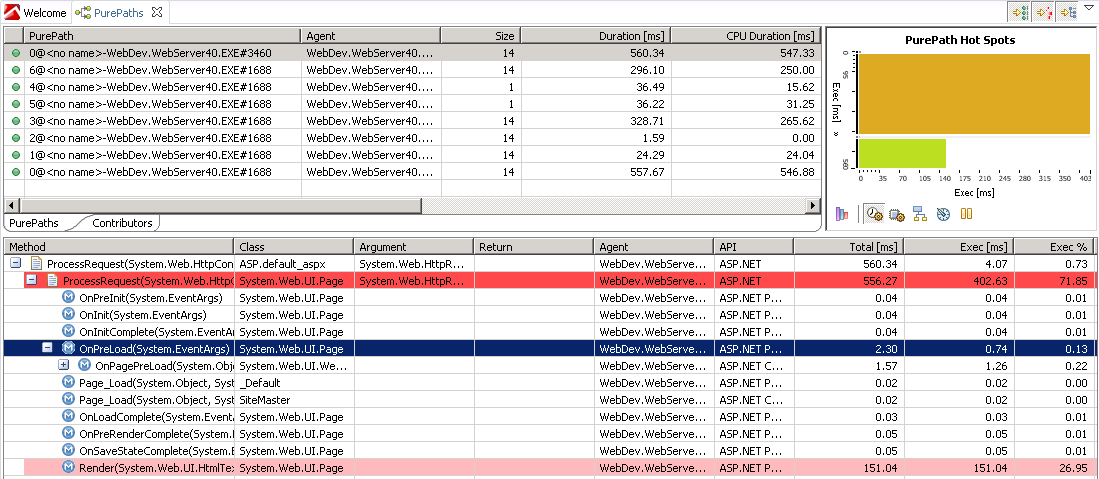 Welcome PurePaths
PurePath Agent Size Duration [ms] CPU Duration [ms]
0@<no name>-WebDev.WebServer40.EXE#3460 WebDev.WebServer40.... 14 560.34 547.33
6@<no name>-WebDev.WebServer40.EXE#1688 WebDev.WebServer40.... 14 296.10 250.00
4@<no name>-WebDev.WebServer40.EXE#1688 WebDev.WebServer40.... 1 36.49 15.62
5@<no name>-WebDev.WebServer40.EXE#1688 WebDev.WebServer40.... 1 36.22 31.25
3@<no name>-WebDev.WebServer40.EXE#1688 WebDev.WebServer40.... 14 328.71 265.62
2@<no name>-WebDev.WebServer40.EXE#1688 WebDev.WebServer40.... 14 1.59 0.00
1@<no name>-WebDev.WebServer40.EXE#1688 WebDev.WebServer40.... 14 24.29 24.04
0@<no name>-WebDev.WebServer40.EXE#1688 WebDev.WebServer40.... 14 557.67 546.88
PurePaths Contributors
PurePath Hot Spots
0
95
560
Exec [ms] »
0 35 70 105 140 175 210 245 280 315 350 403
Exec [ms]
Method Class Argument Return Agent API Total [ms] Exec [ms] Exec %
ProcessRequest(System.Web.HttpCon ASP.default_aspx System.Web.HttpR... WebDev.WebServe... ASP.NET 560.34 4.07 0.73
ProcessRequest(System.Web.HttpC System.Web.UI.Page System.Web.HttpR... WebDev.WebServe... ASP.NET 556.27 402.63 71.85
OnPreInit(System.EventArgs) System.Web.UI.Page WebDev.WebServe... ASP.NET P... 0.04 0.04 0.01
OnInit(System.EventArgs) System.Web.UI.Page WebDev.WebServe... ASP.NET P... 0.04 0.04 0.01
OnInitComplete(System.EventAr System.Web.UI.Page WebDev.WebServe... ASP.NET P... 0.04 0.04 0.01
OnPreLoad(System.EventArgs) System.Web.UI.Page WebDev.WebServe... ASP.NET P... 2.30 0.74 0.13
OnPagePreLoad(System.Obj System.Web.UI.We... WebDev.WebServe... ASP.NET C... 1.57 1.26 0.22
Page_Load(System.Object, Syst _Default WebDev.WebServe... ASP.NET P... 0.02 0.02 0.00
Page_Load(System.Object, Syst SiteMaster WebDev.WebServe... ASP.NET C... 0.02 0.02 0.00
OnLoadComplete(System.Event System.Web.UI.Page WebDev.WebServe... ASP.NET P... 0.03 0.03 0.01
OnPreRenderComplete(System.E System.Web.UI.Page WebDev.WebServe... ASP.NET P... 0.05 0.05 0.01
OnSaveStateComplete(System.E System.Web.UI.Page WebDev.WebServe... ASP.NET P... 0.05 0.05 0.01
Render(System.Web.UI.HtmlTe System.Web.UI.Page WebDev.WebServe... ASP.NET P... 151.04 151.04 26.95